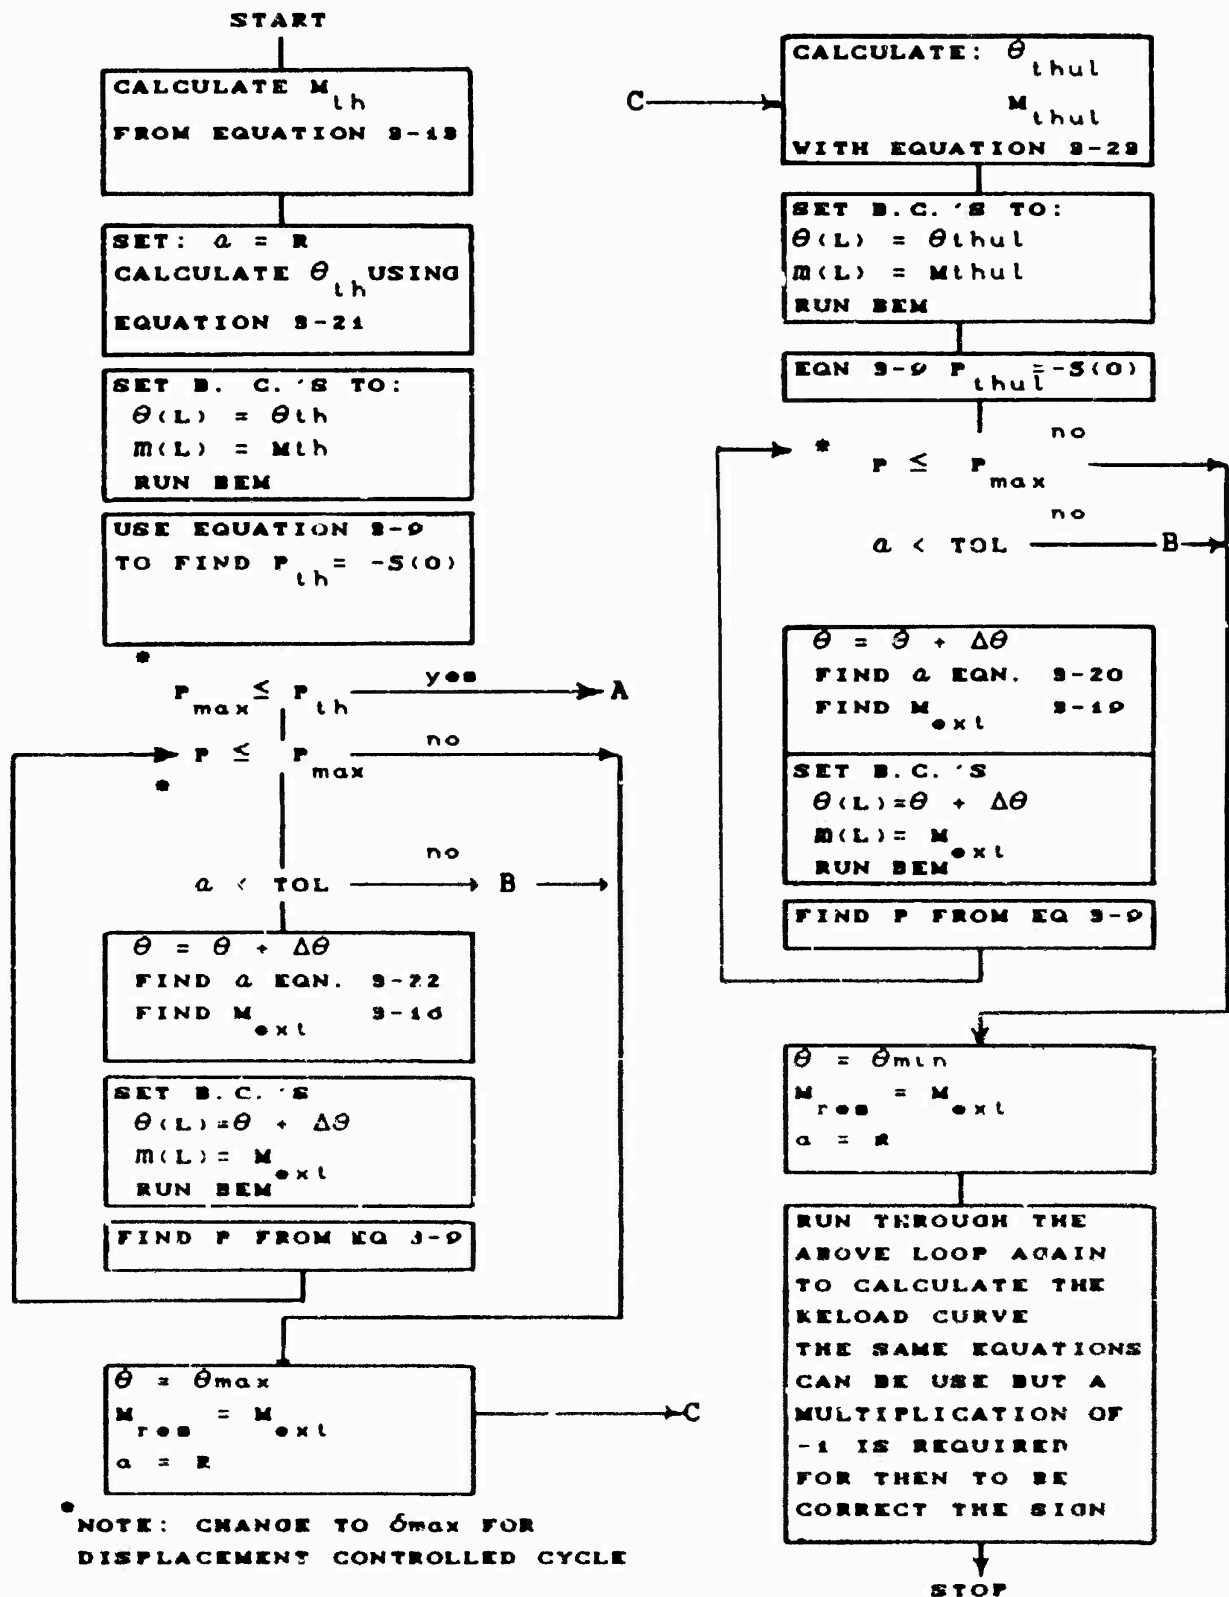 START
CALCULATE M th
FROM EQUATION 3-13
SET: a = R
CALCULATE θ th USING
EQUATION 3-21
SET B. C.'S TO:
θ(L) = θth
m(L) = Mth
RUN BEM
USE EQUATION 3-9
TO FIND P th = -S(0)
*
P max ≤ P th yes A
P ≤ P max no
*
a < TOL no B
θ = θ + Δθ
FIND a EQN. 3-22
FIND M ext 3-16
SET B.C.'S
θ(L)=θ + Δθ
m(L)= M ext
RUN BEM
FIND P FROM EQ 3-9
θ = θmax
M res = M ext
a = R
C
*NOTE: CHANGE TO δmax FOR
DISPLACEMENT CONTROLLED CYCLE
C
CALCULATE: θ thul
M thul
WITH EQUATION 3-23
SET B.C.'S TO:
θ(L) = θthul
m(L) = Mthul
RUN BEM
EQN 3-9 P thul =-S(0)
*
P ≤ P max no
a < TOL no B
θ = θ + Δθ
FIND a EQN. 3-20
FIND M ext 3-19
SET B.C.'S
θ(L)=θ + Δθ
m(L)= M ext
RUN BEM
FIND P FROM EQ 3-9
θ = θmin
M res = M ext
a = R
RUN THROUGH THE
ABOVE LOOP AGAIN
TO CALCULATE THE
RELOAD CURVE
THE SAME EQUATIONS
CAN BE USE BUT A
MULTIPLICATION OF
-1 IS REQUIRED
FOR THEN TO BE
CORRECT THE SIGN
STOP